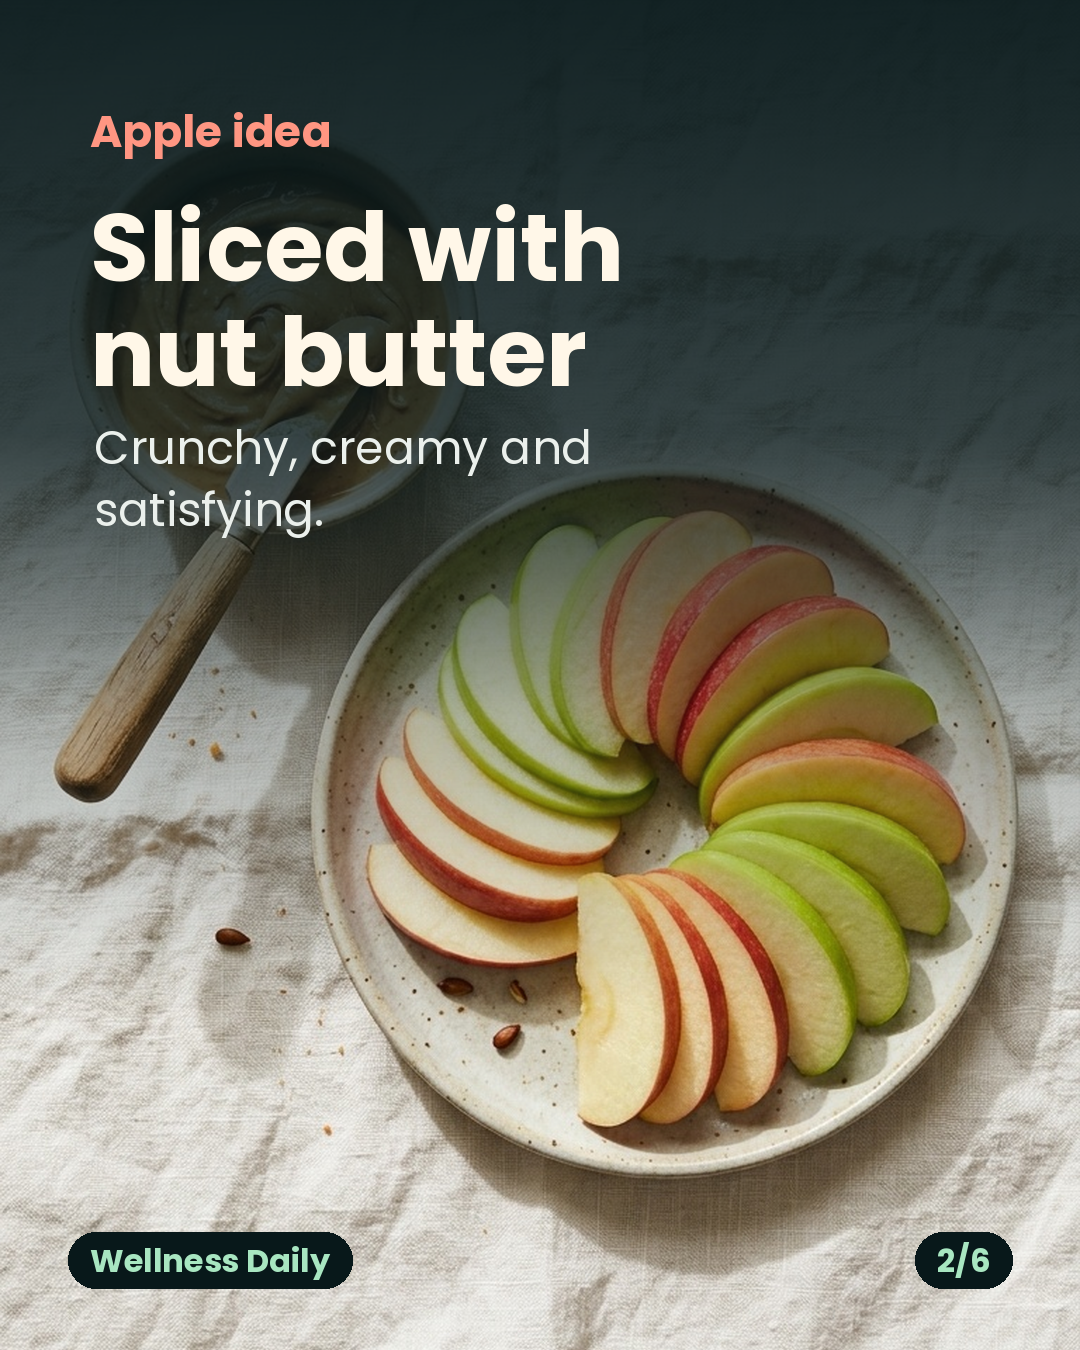 Apple idea
Sliced with
nut butter
Crunchy, creamy and
satisfying.
Wellness Daily
2/6